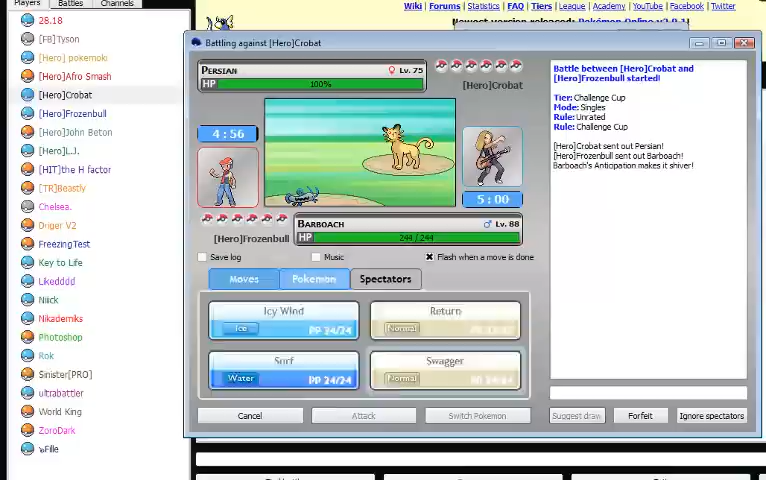 Players
Battles
Channels
Wiki | Forums | Statistics | FAQ | Tiers | League | Academy | YouTube | Facebook | Twitter
28.18
[FB]Tyson
[Hero] pokemoki
[Hero]Afro Smash
[Hero]Crobat
[Hero]Frozenbull
[Hero]John Beton
[Hero]L.J.
[HIT]the H factor
[TR]Beastly
Chelsea.
Driger V2
FreezingTest
Key to Life
Likedddd
Niiick
Nikademiks
Photoshop
Rok
Sinister[PRO]
ultrabattler
World King
ZoroDark
Fille
Battling against [Hero]Crobat
Persian
Lv. 75
HP
100%
[Hero]Crobat
4:56
5:00
Barboach
Lv. 88
[Hero]Frozenbull
HP
244 / 244
Save log
Music
Flash when a move is done
Moves
Pokemon
Spectators
Icy Wind
Ice
PP 24/24
Return
Normal
Surf
Water
PP 24/24
Swagger
Normal
PP 24/24
Cancel
Attack
Switch Pokemon
Suggest draw
Forfeit
Ignore spectators
Battle between [Hero]Crobat and
[Hero]Frozenbull started!
Tier: Challenge Cup
Mode: Singles
Rule: Unrated
Rule: Challenge Cup
[Hero]Crobat sent out Persian!
[Hero]Frozenbull sent out Barboach!
Barboach's Anticipation makes it shiver!